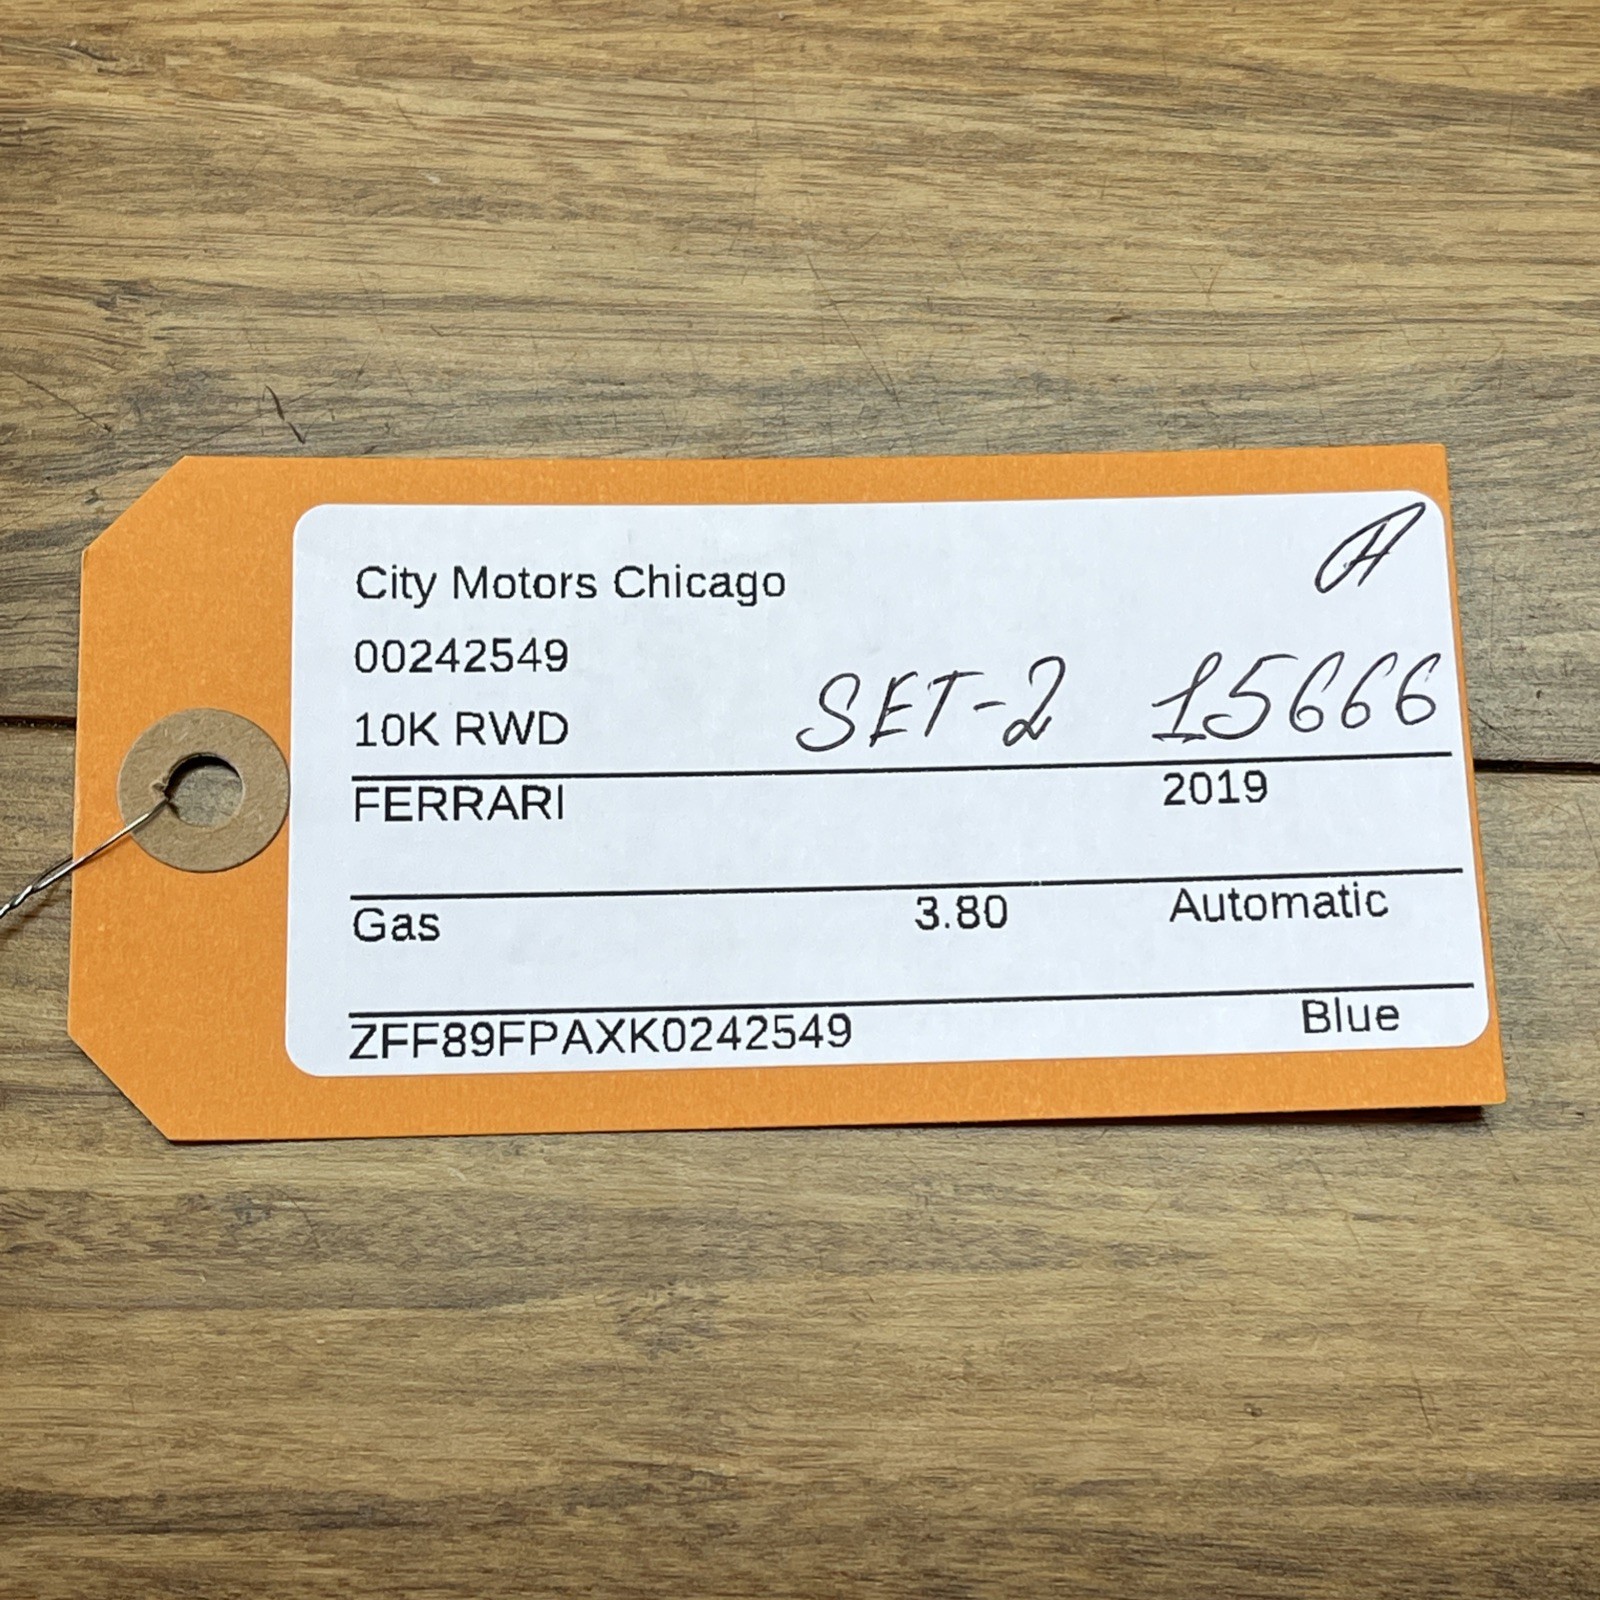 City Motors Chicago
00242549
10K RWD SET-2 15666
FERRARI 2019
Gas 3.80 Automatic
ZFF89FPAXK0242549 Blue